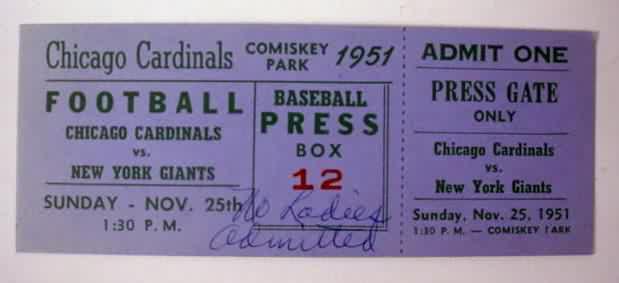 Chicago Cardinals COMISKEY PARK 1951
FOOTBALL
CHICAGO CARDINALS
vs.
NEW YORK GIANTS
SUNDAY - NOV. 25th
1:30 P. M.
BASEBALL
PRESS
BOX
12
No Ladies
admitted
ADMIT ONE
PRESS GATE
ONLY
Chicago Cardinals
vs.
New York Giants
Sunday, Nov. 25, 1951
1:30 P. M. — COMISKEY PARK